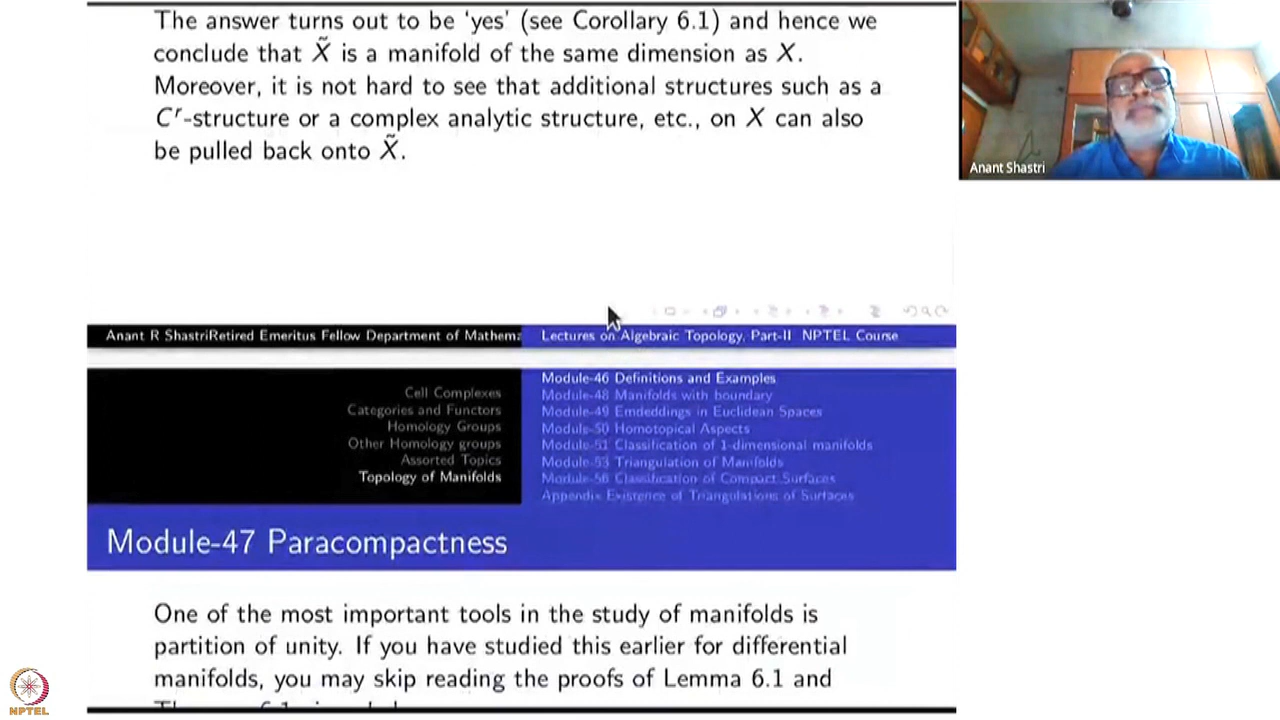 The answer turns out to be ‘yes’ (see Corollary 6.1) and hence we
conclude that X̃ is a manifold of the same dimension as X.
Moreover, it is not hard to see that additional structures such as a
Cʳ-structure or a complex analytic structure, etc., on X can also
be pulled back onto X̃.
Anant Shastri
Anant R ShastriRetired Emeritus Fellow Department of Mathema
Lectures on Algebraic Topology, Part-II NPTEL Course
Cell Complexes
Categories and Functors
Homology Groups
Other Homology groups
Assorted Topics
Topology of Manifolds
Module-46 Definitions and Examples
Module-48 Manifolds with boundary
Module-49 Emdeddings in Euclidean Spaces
Module-50 Homotopical Aspects
Module-51 Classification of 1-dimensional manifolds
Module-53 Triangulation of Manifolds
Module-56 Classification of Compact Surfaces
Appendix Existence of Triangulations of Surfaces
Module-47 Paracompactness
One of the most important tools in the study of manifolds is
partition of unity. If you have studied this earlier for differential
manifolds, you may skip reading the proofs of Lemma 6.1 and
NPTEL